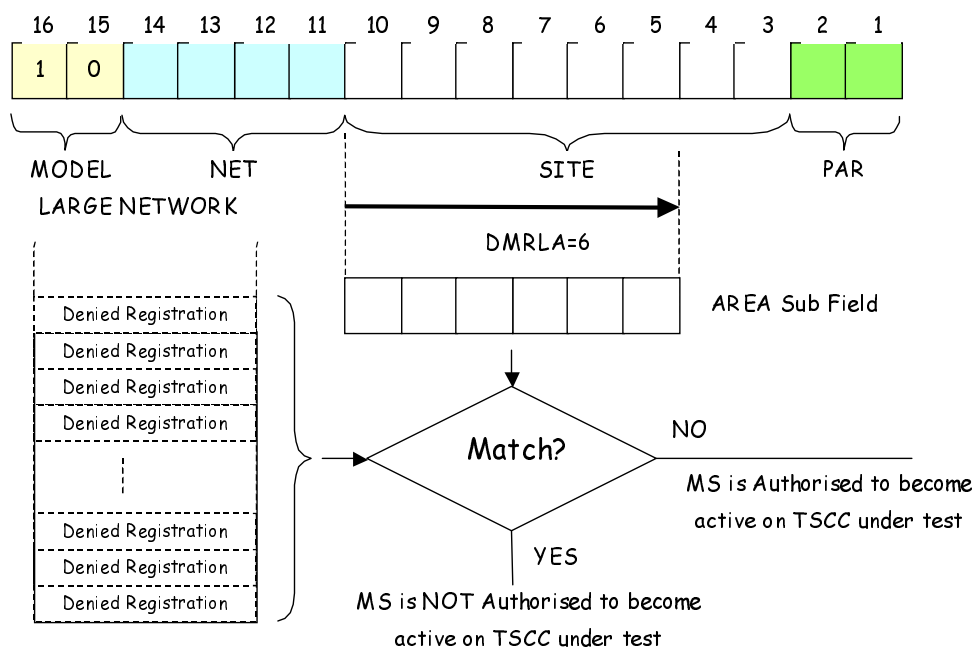 16 15 14 13 12 11 10 9 8 7 6 5 4 3 2 1
1 0
MODEL NET SITE PAR
LARGE NETWORK
DMRLA=6
AREA Sub Field
Denied Registration
Denied Registration
Denied Registration
Denied Registration
Denied Registration
Denied Registration
Denied Registration
Match?
NO
MS is Authorised to become
active on TSCC under test
YES
MS is NOT Authorised to become
active on TSCC under test